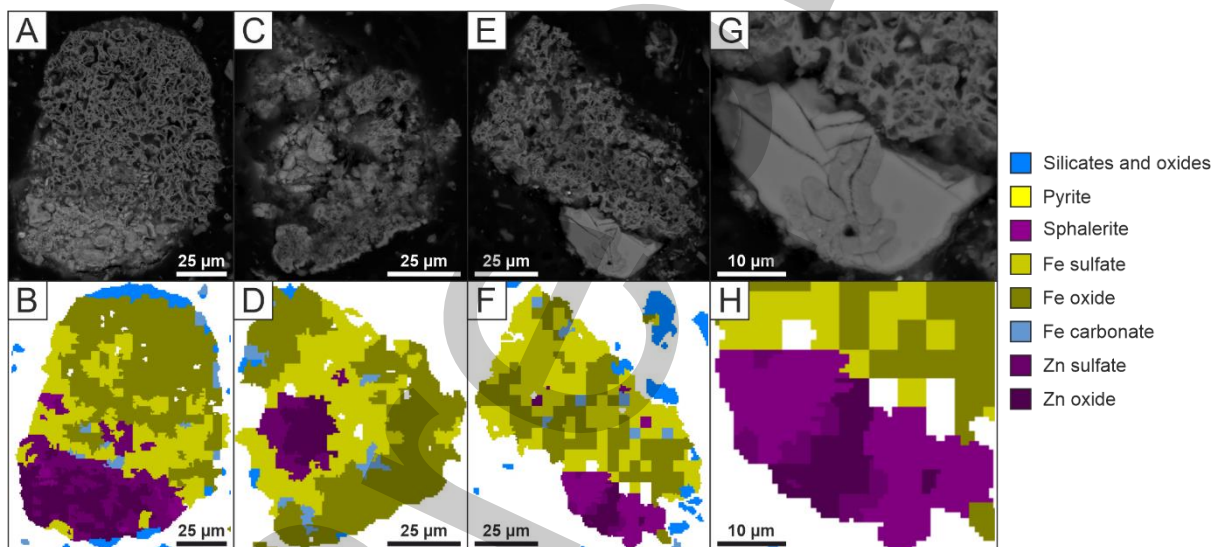 A
C
E
G
25 µm
25 µm
25 µm
10 µm
B
D
F
H
25 µm
25 µm
25 µm
10 µm
Silicates and oxides
Pyrite
Sphalerite
Fe sulfate
Fe oxide
Fe carbonate
Zn sulfate
Zn oxide